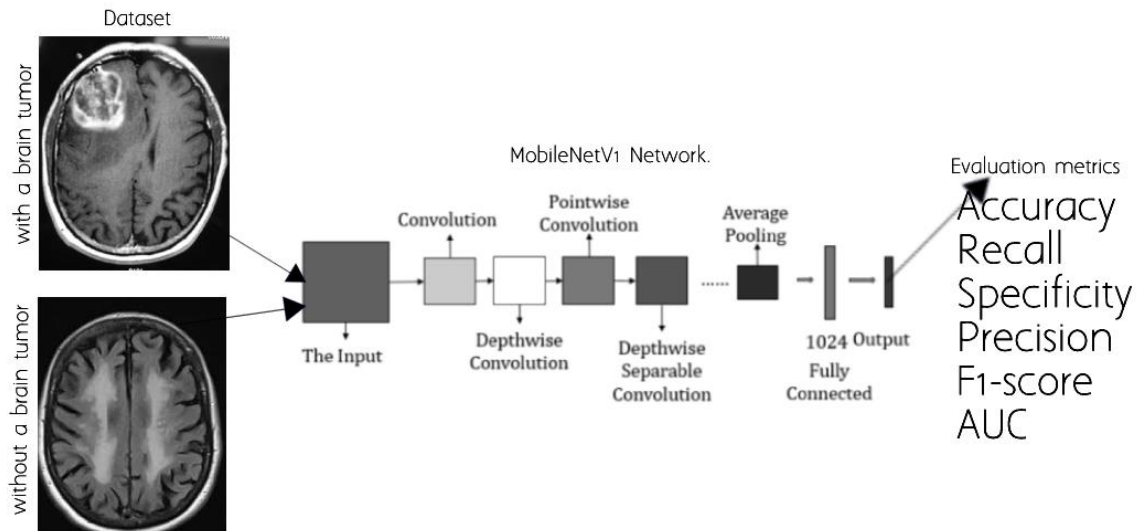 Dataset
with a brain tumor
without a brain tumor
MobileNetV1 Network.
The Input
Convolution
Depthwise
Convolution
Pointwise
Convolution
Depthwise
Separable
Convolution
......
Average
Pooling
1024
Fully
Connected
Output
Evaluation metrics
Accuracy
Recall
Specificity
Precision
F1-score
AUC